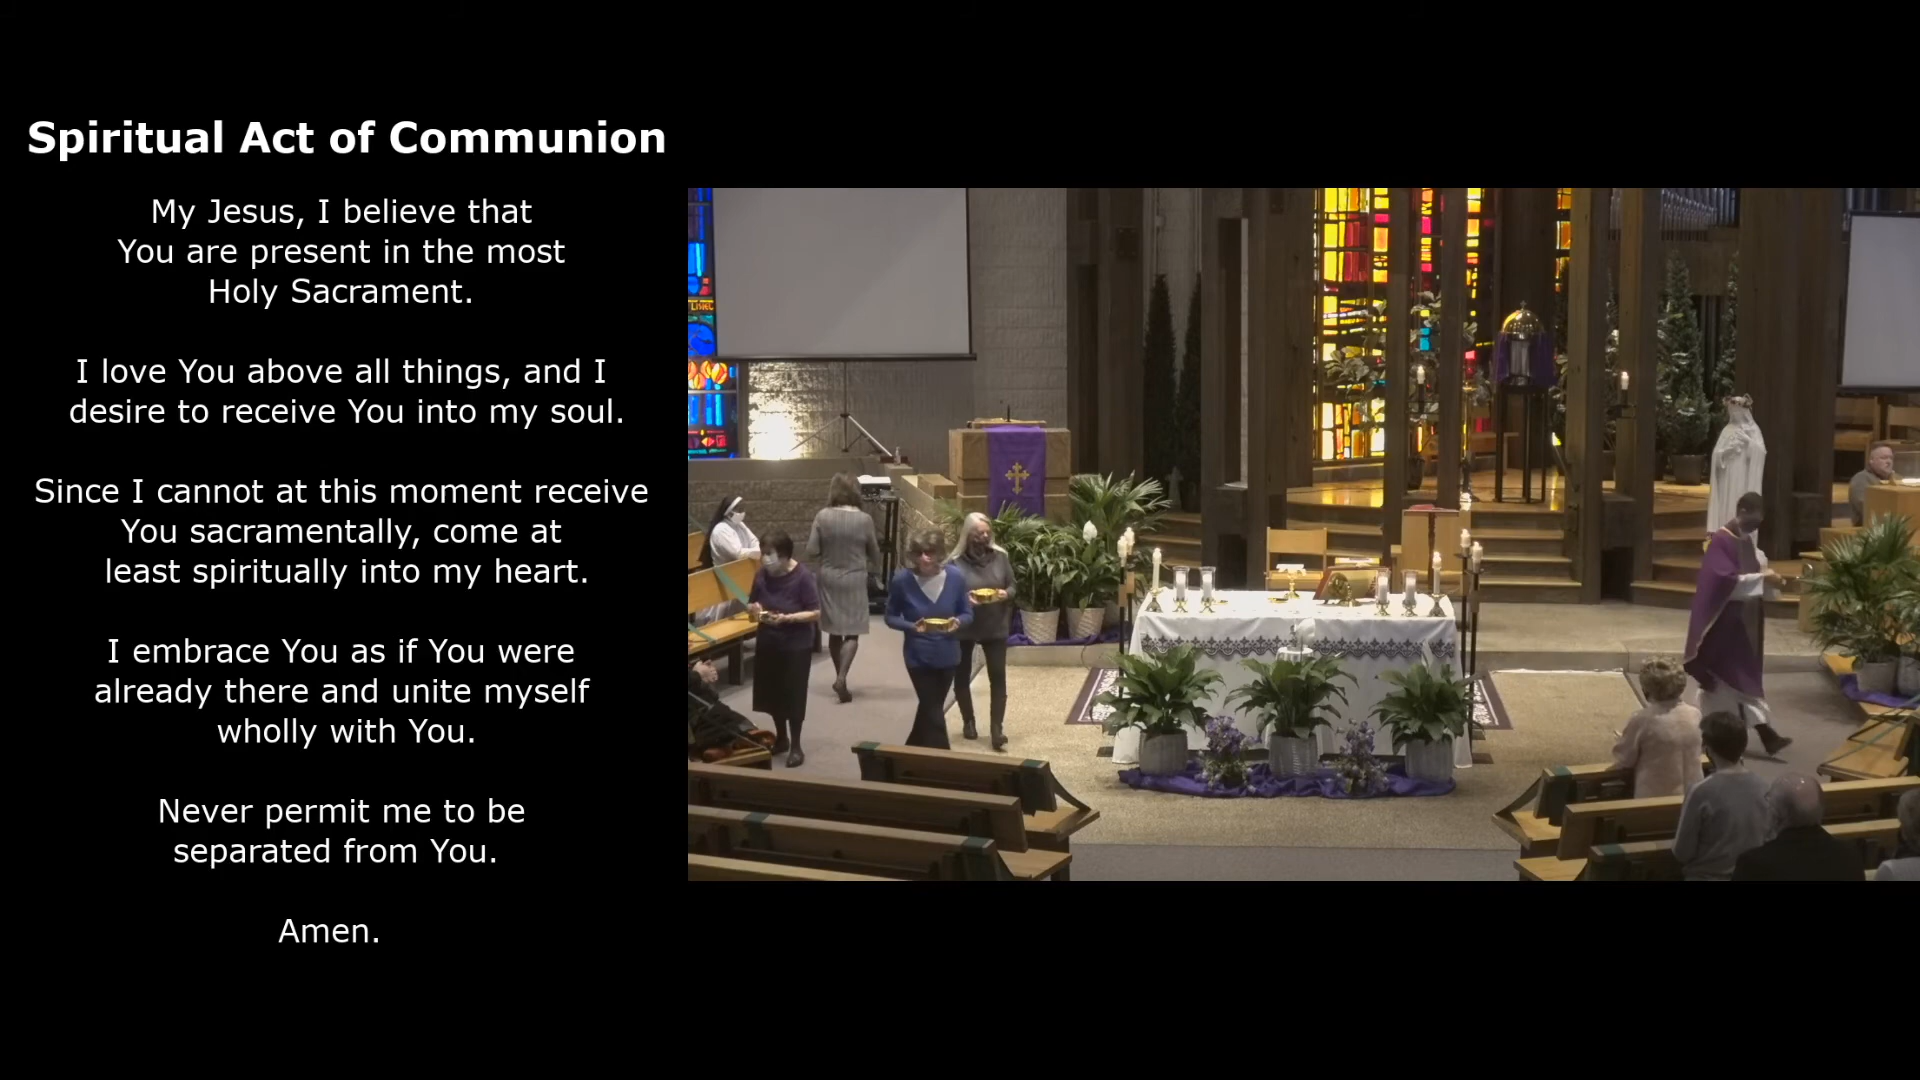 Spiritual Act of Communion
My Jesus, I believe that
You are present in the most
Holy Sacrament.
I love You above all things, and I
desire to receive You into my soul.
Since I cannot at this moment receive
You sacramentally, come at
least spiritually into my heart.
I embrace You as if You were
already there and unite myself
wholly with You.
Never permit me to be
separated from You.
Amen.